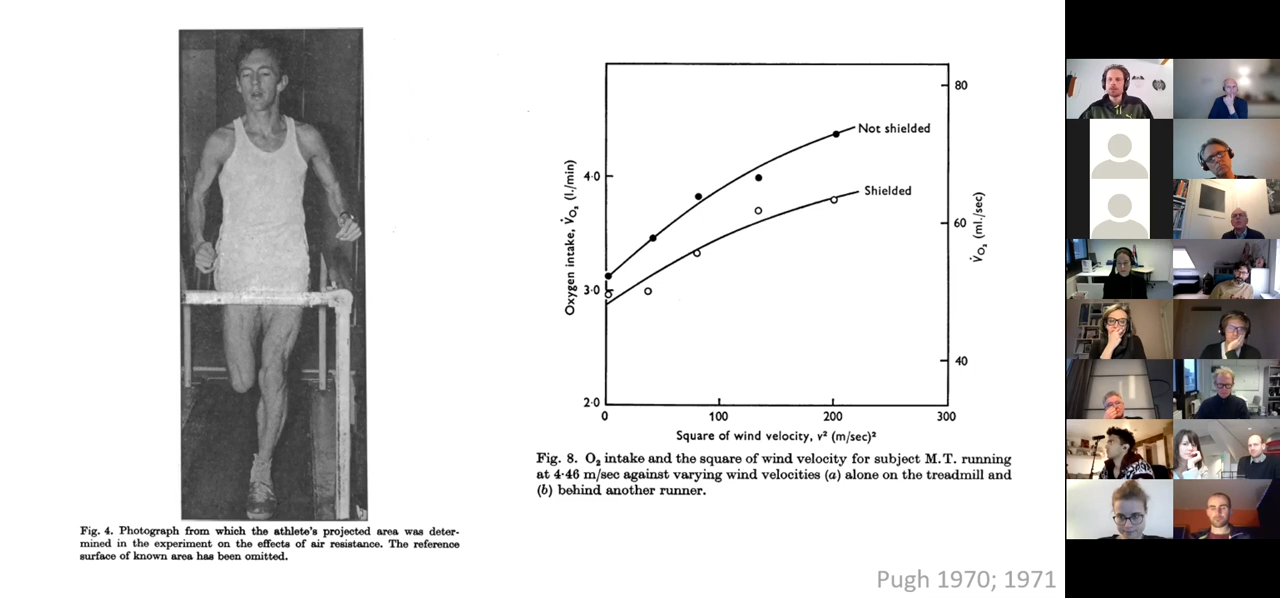 Fig. 4. Photograph from which the athlete's projected area was deter-
mined in the experiment on the effects of air resistance. The reference
surface of known area has been omitted.
Oxygen intake, V̇O₂ (l./min)
4·0
3·0
2·0
0
100
200
300
Square of wind velocity, v² (m/sec)²
Not shielded
Shielded
80
60
40
V̇O₂ (ml./sec)
Fig. 8. O₂ intake and the square of wind velocity for subject M.T. running
at 4·46 m/sec against varying wind velocities (a) alone on the treadmill and
(b) behind another runner.
Pugh 1970; 1971